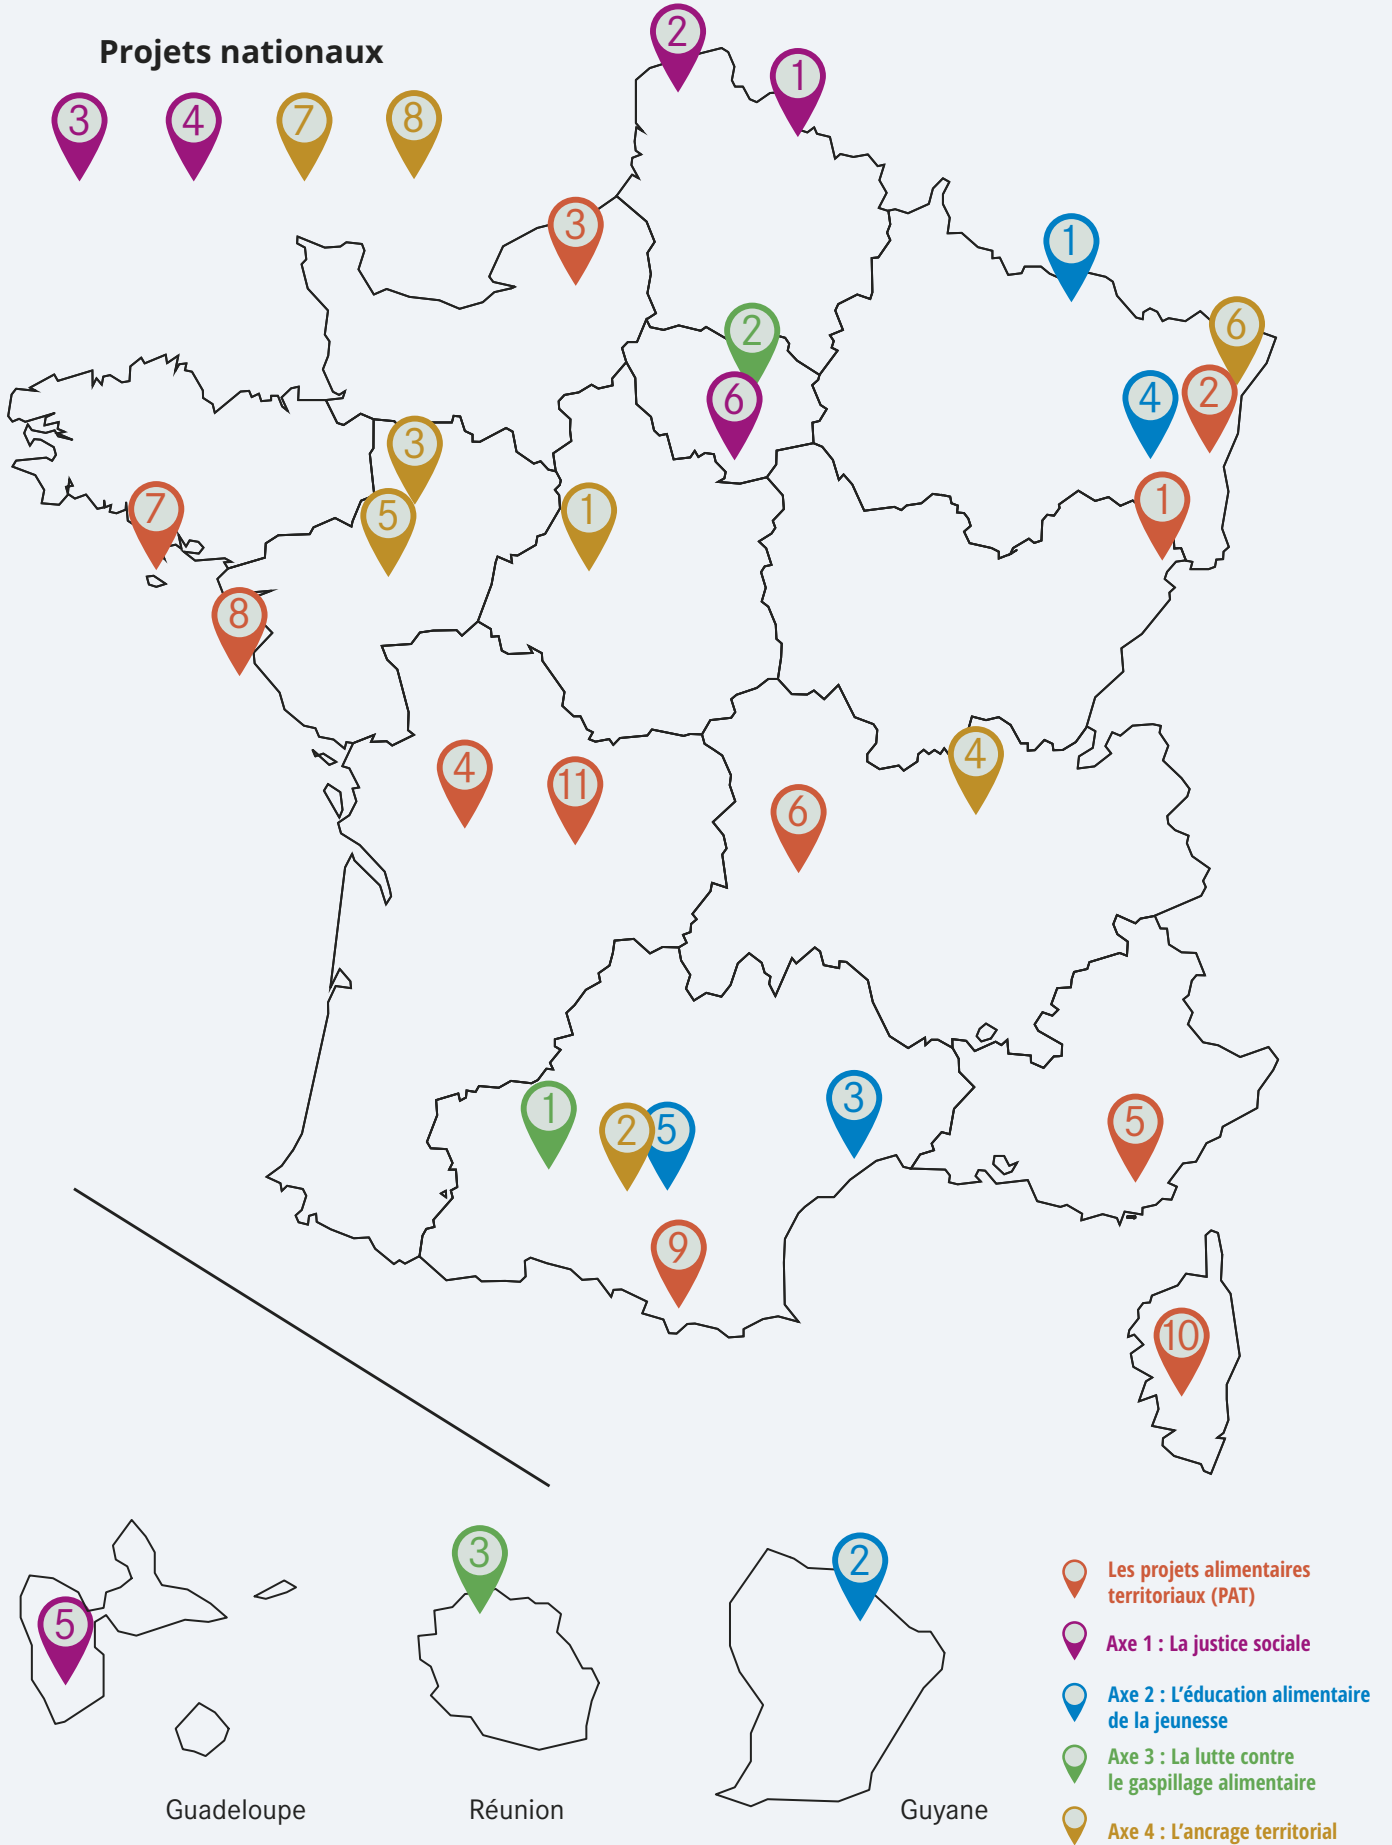 Projets nationaux
3 4 7 8
2
1
3
1
2
6
6
4
2
3
1
7
5
1
8
4
11
6
4
1
2
5
3
5
9
10
5
3
2
Guadeloupe
Réunion
Guyane
Les projets alimentaires
territoriaux (PAT)
Axe 1 : La justice sociale
Axe 2 : L'éducation alimentaire
de la jeunesse
Axe 3 : La lutte contre
le gaspillage alimentaire
Axe 4 : L'ancrage territorial